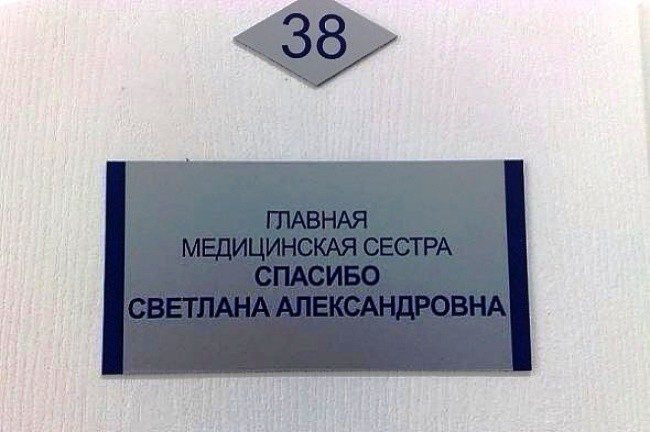 38
ГЛАВНАЯ
МЕДИЦИНСКАЯ СЕСТРА
СПАСИБО
СВЕТЛАНА АЛЕКСАНДРОВНА